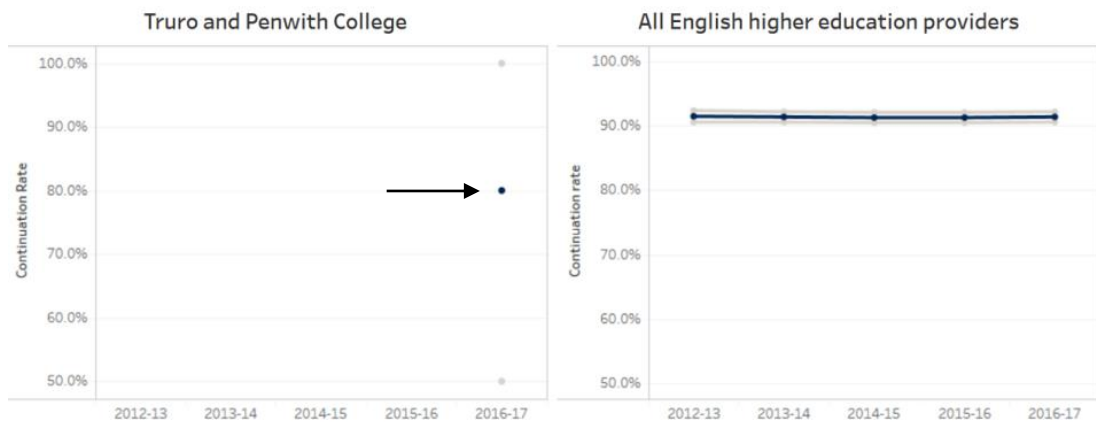 Truro and Penwith College
Continuation Rate
100.0%
90.0%
80.0%
70.0%
60.0%
50.0%
2012-13 2013-14 2014-15 2015-16 2016-17
All English higher education providers
Continuation rate
100.0%
90.0%
80.0%
70.0%
60.0%
50.0%
2012-13 2013-14 2014-15 2015-16 2016-17